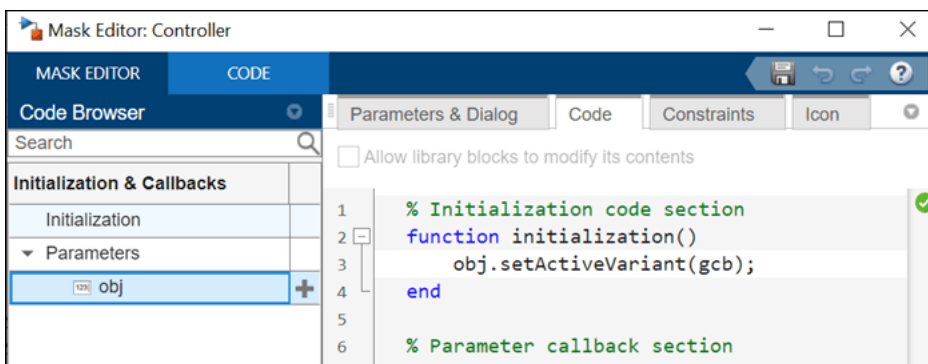 Mask Editor: Controller
MASK EDITOR CODE
Code Browser
Search
Initialization & Callbacks
Initialization
Parameters
123 obj
Parameters & Dialog Code Constraints Icon
Allow library blocks to modify its contents
1 % Initialization code section
2 function initialization()
3 obj.setActiveVariant(gcb);
4 end
5
6 % Parameter callback section